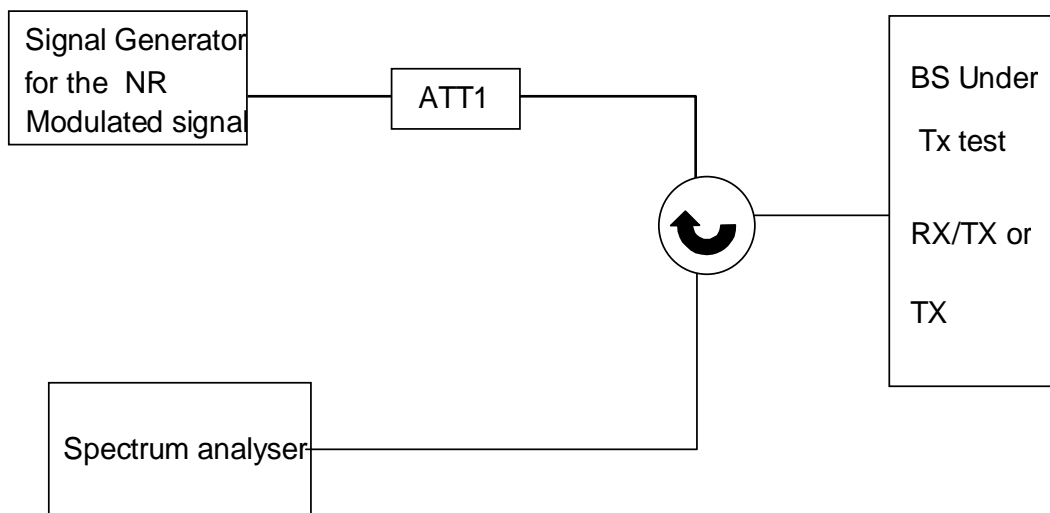 Signal Generator
for the NR
Modulated signal
ATT1
BS Under
Tx test
RX/TX or
TX
Spectrum analyser